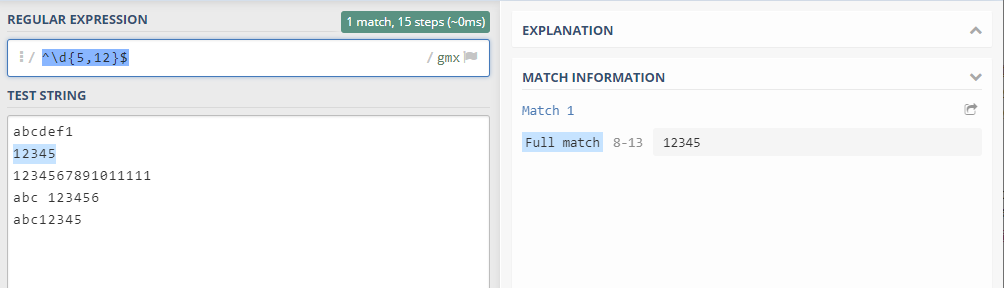 REGULAR EXPRESSION
1 match, 15 steps (~0ms)
/ ^\d{5,12}$ / gmx
TEST STRING
abcdef1
12345
1234567891011111
abc 123456
abc12345
EXPLANATION
MATCH INFORMATION
Match 1
Full match 8-13 12345